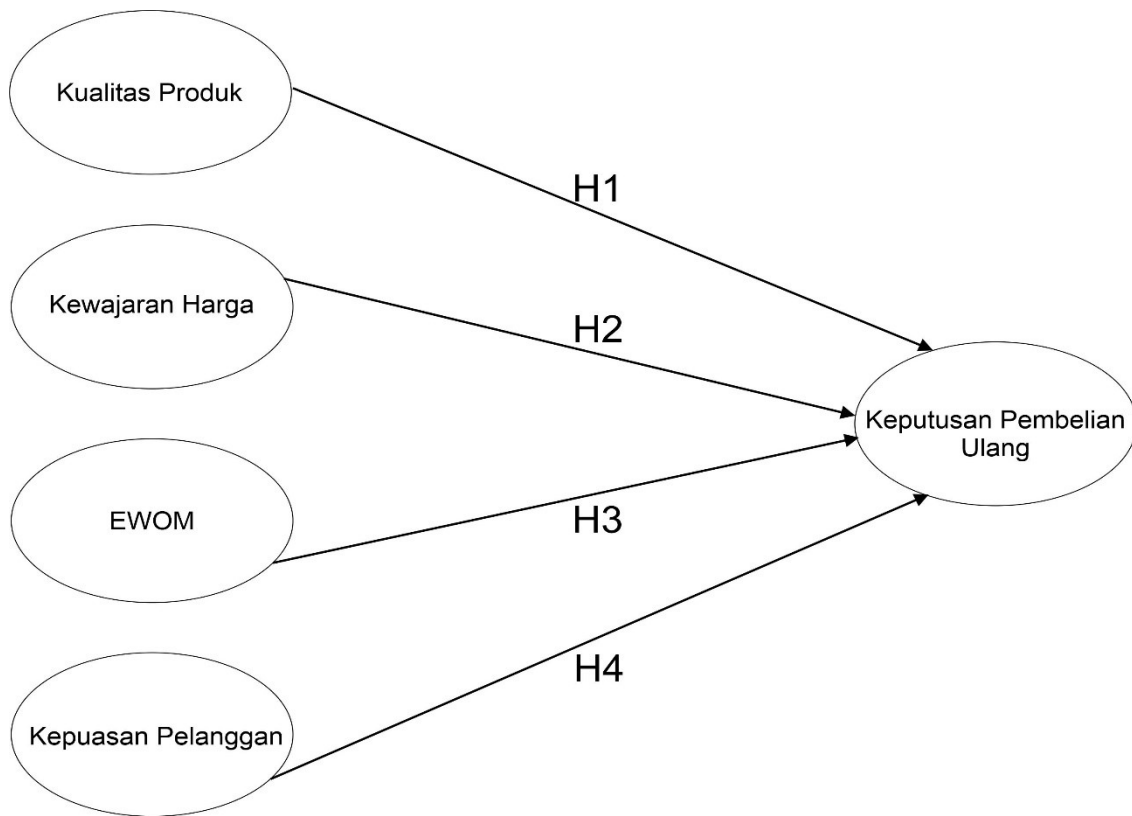 Kualitas Produk
H1
Kewajaran Harga
H2
Keputusan Pembelian
Ulang
EWOM
H3
Kepuasan Pelanggan
H4